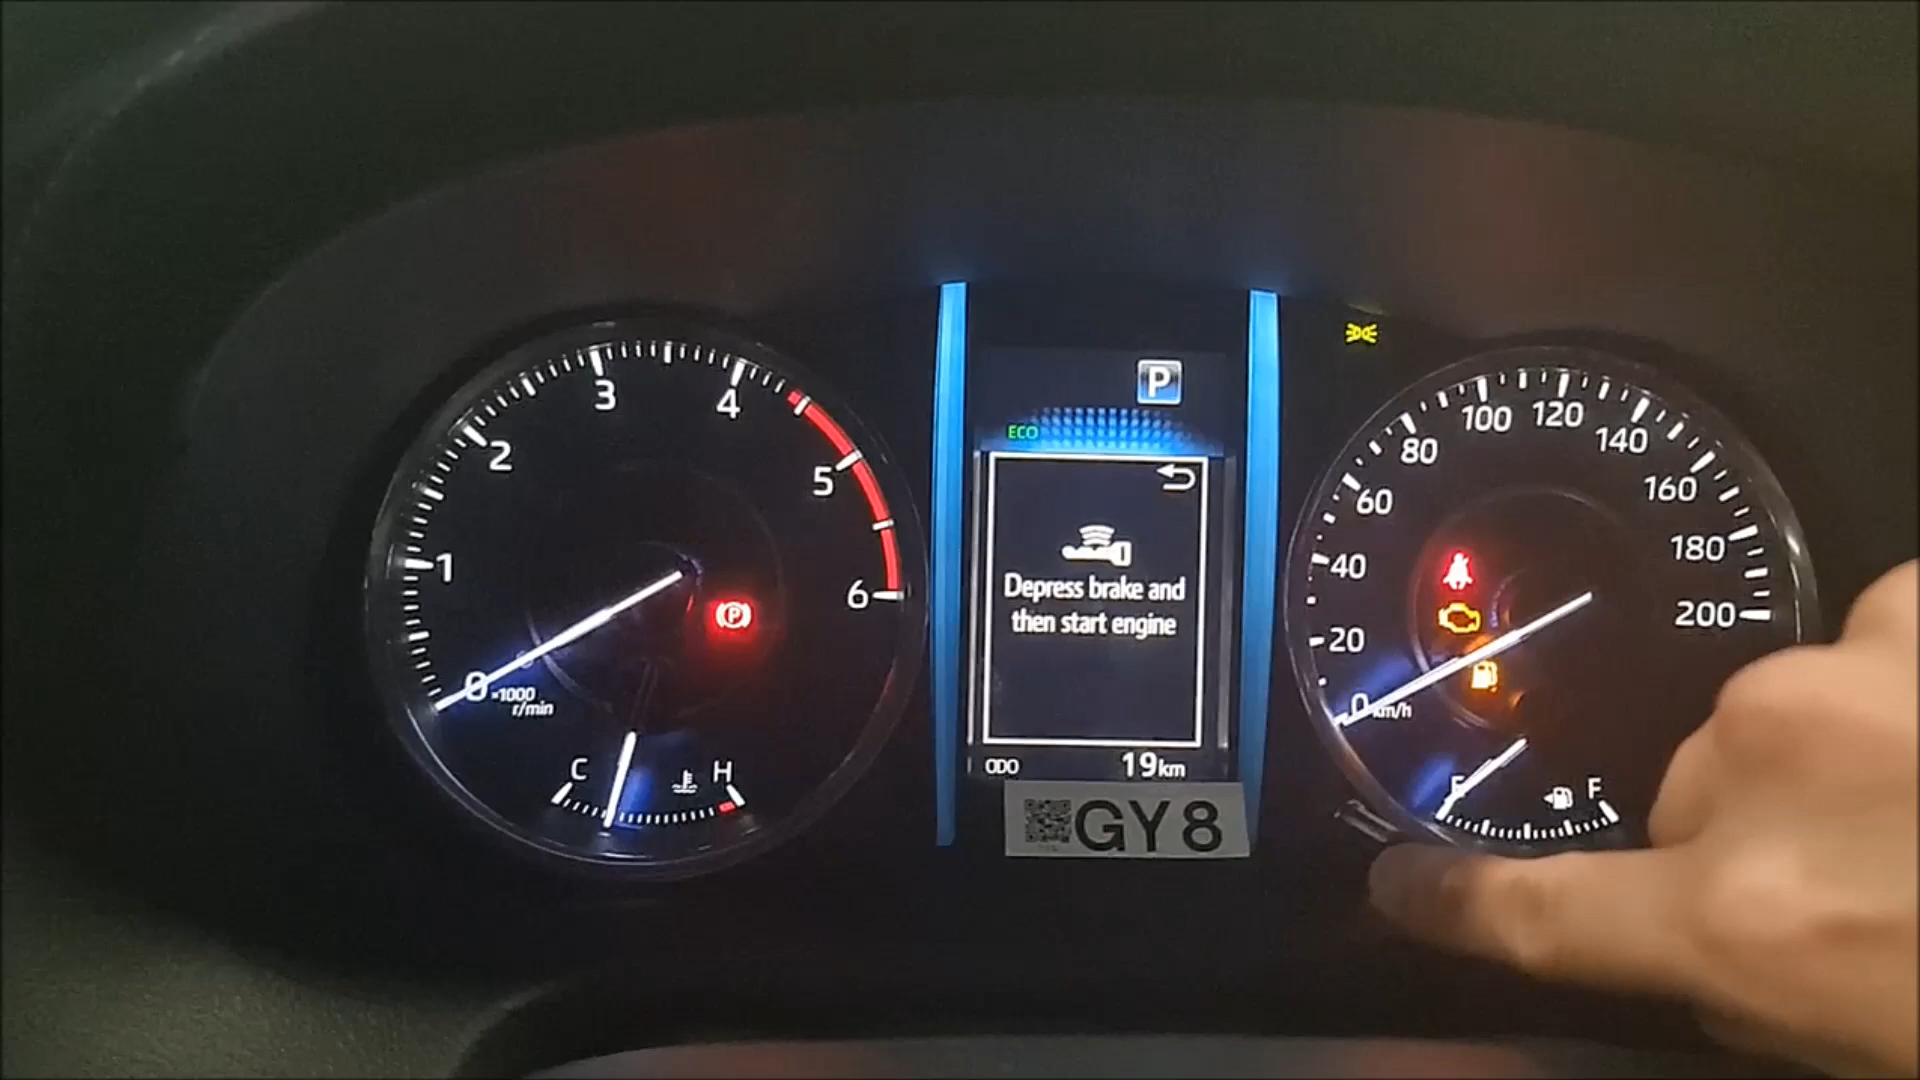 0
1
2
3
4
5
6
×1000
r/min
C
H
P
P
ECO
Depress brake and
then start engine
ODO 19km
GY8
0
20
40
60
80
100
120
140
160
180
200
km/h
E
F